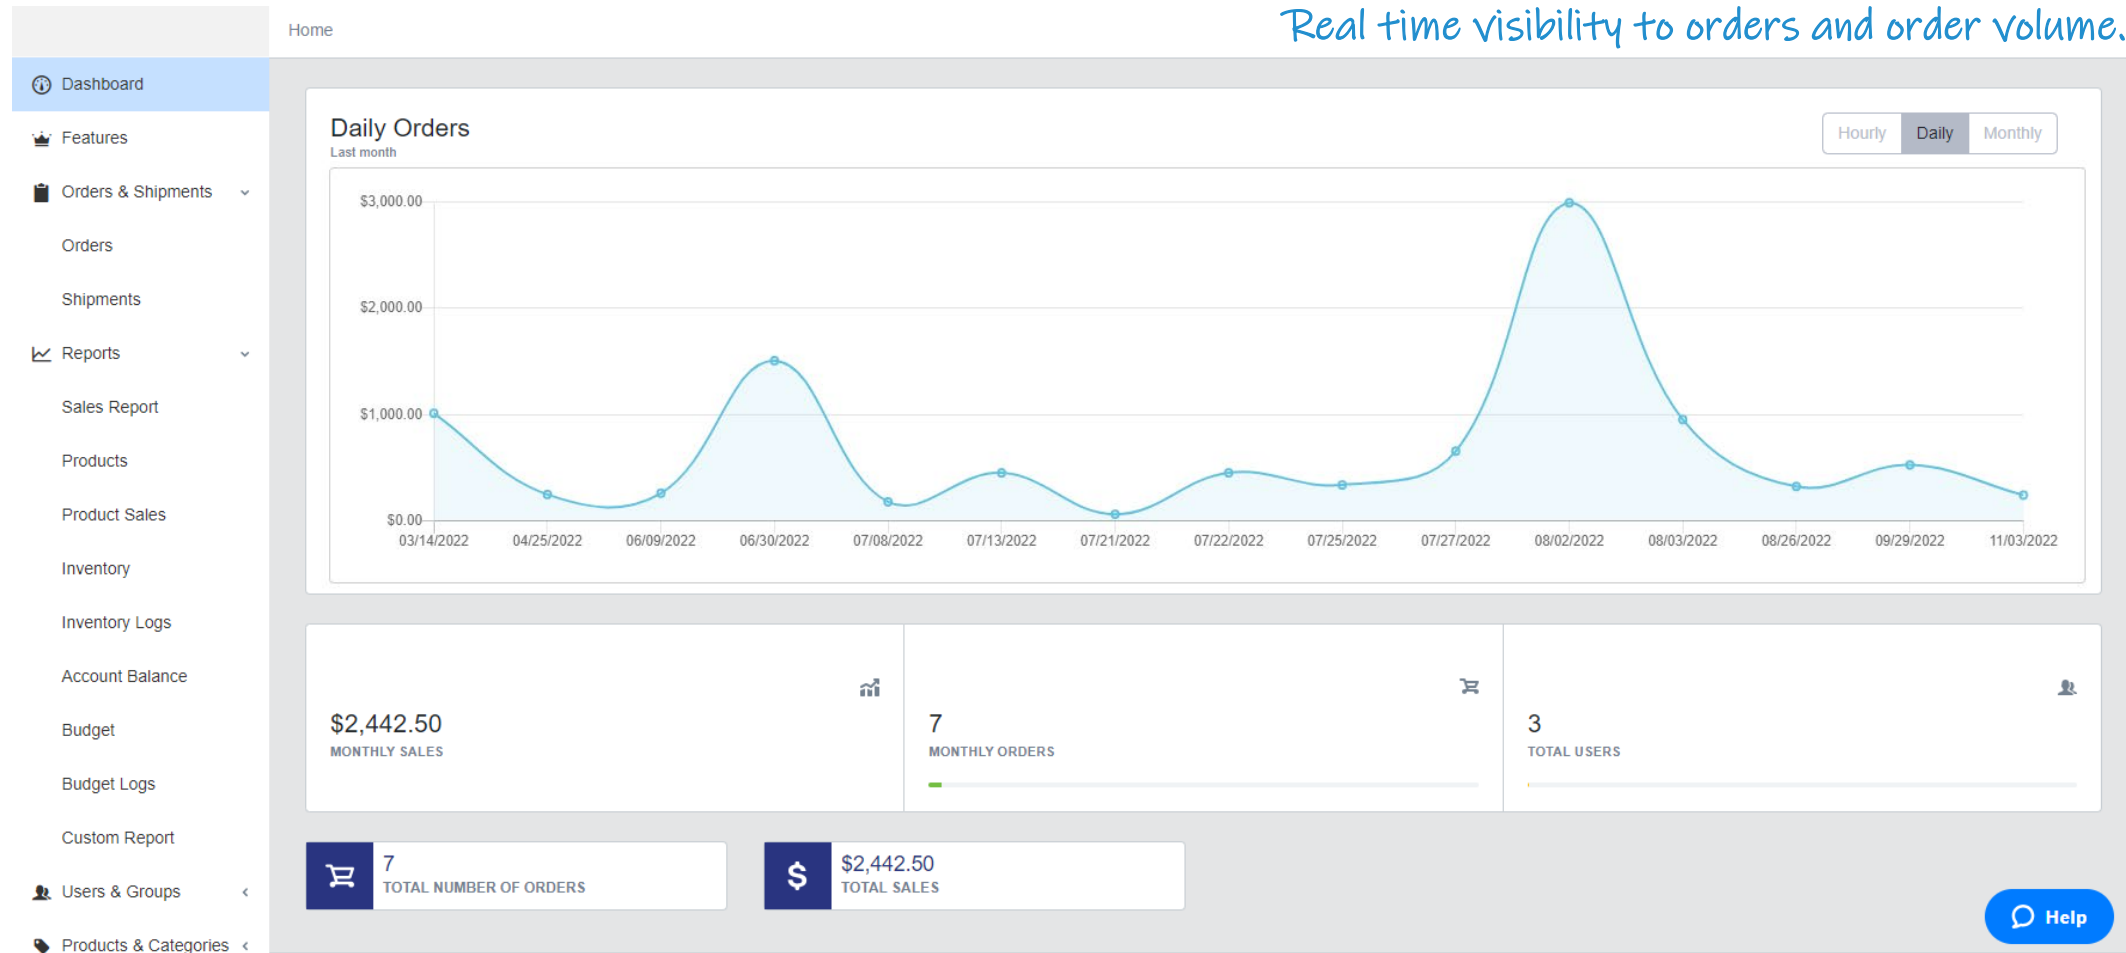 Real time visibility to orders and order volume.
Home
Dashboard
Features
Orders & Shipments
Orders
Shipments
Reports
Sales Report
Products
Product Sales
Inventory
Inventory Logs
Account Balance
Budget
Budget Logs
Custom Report
Users & Groups
Products & Categories
Daily Orders
Last month
Hourly Daily Monthly
$3,000.00
$2,000.00
$1,000.00
$0.00
03/14/2022 04/25/2022 06/09/2022 06/30/2022 07/08/2022 07/13/2022 07/21/2022 07/22/2022 07/25/2022 07/27/2022 08/02/2022 08/03/2022 08/26/2022 09/29/2022 11/03/2022
$2,442.50
MONTHLY SALES
7
MONTHLY ORDERS
3
TOTAL USERS
7
TOTAL NUMBER OF ORDERS
$2,442.50
TOTAL SALES
Help